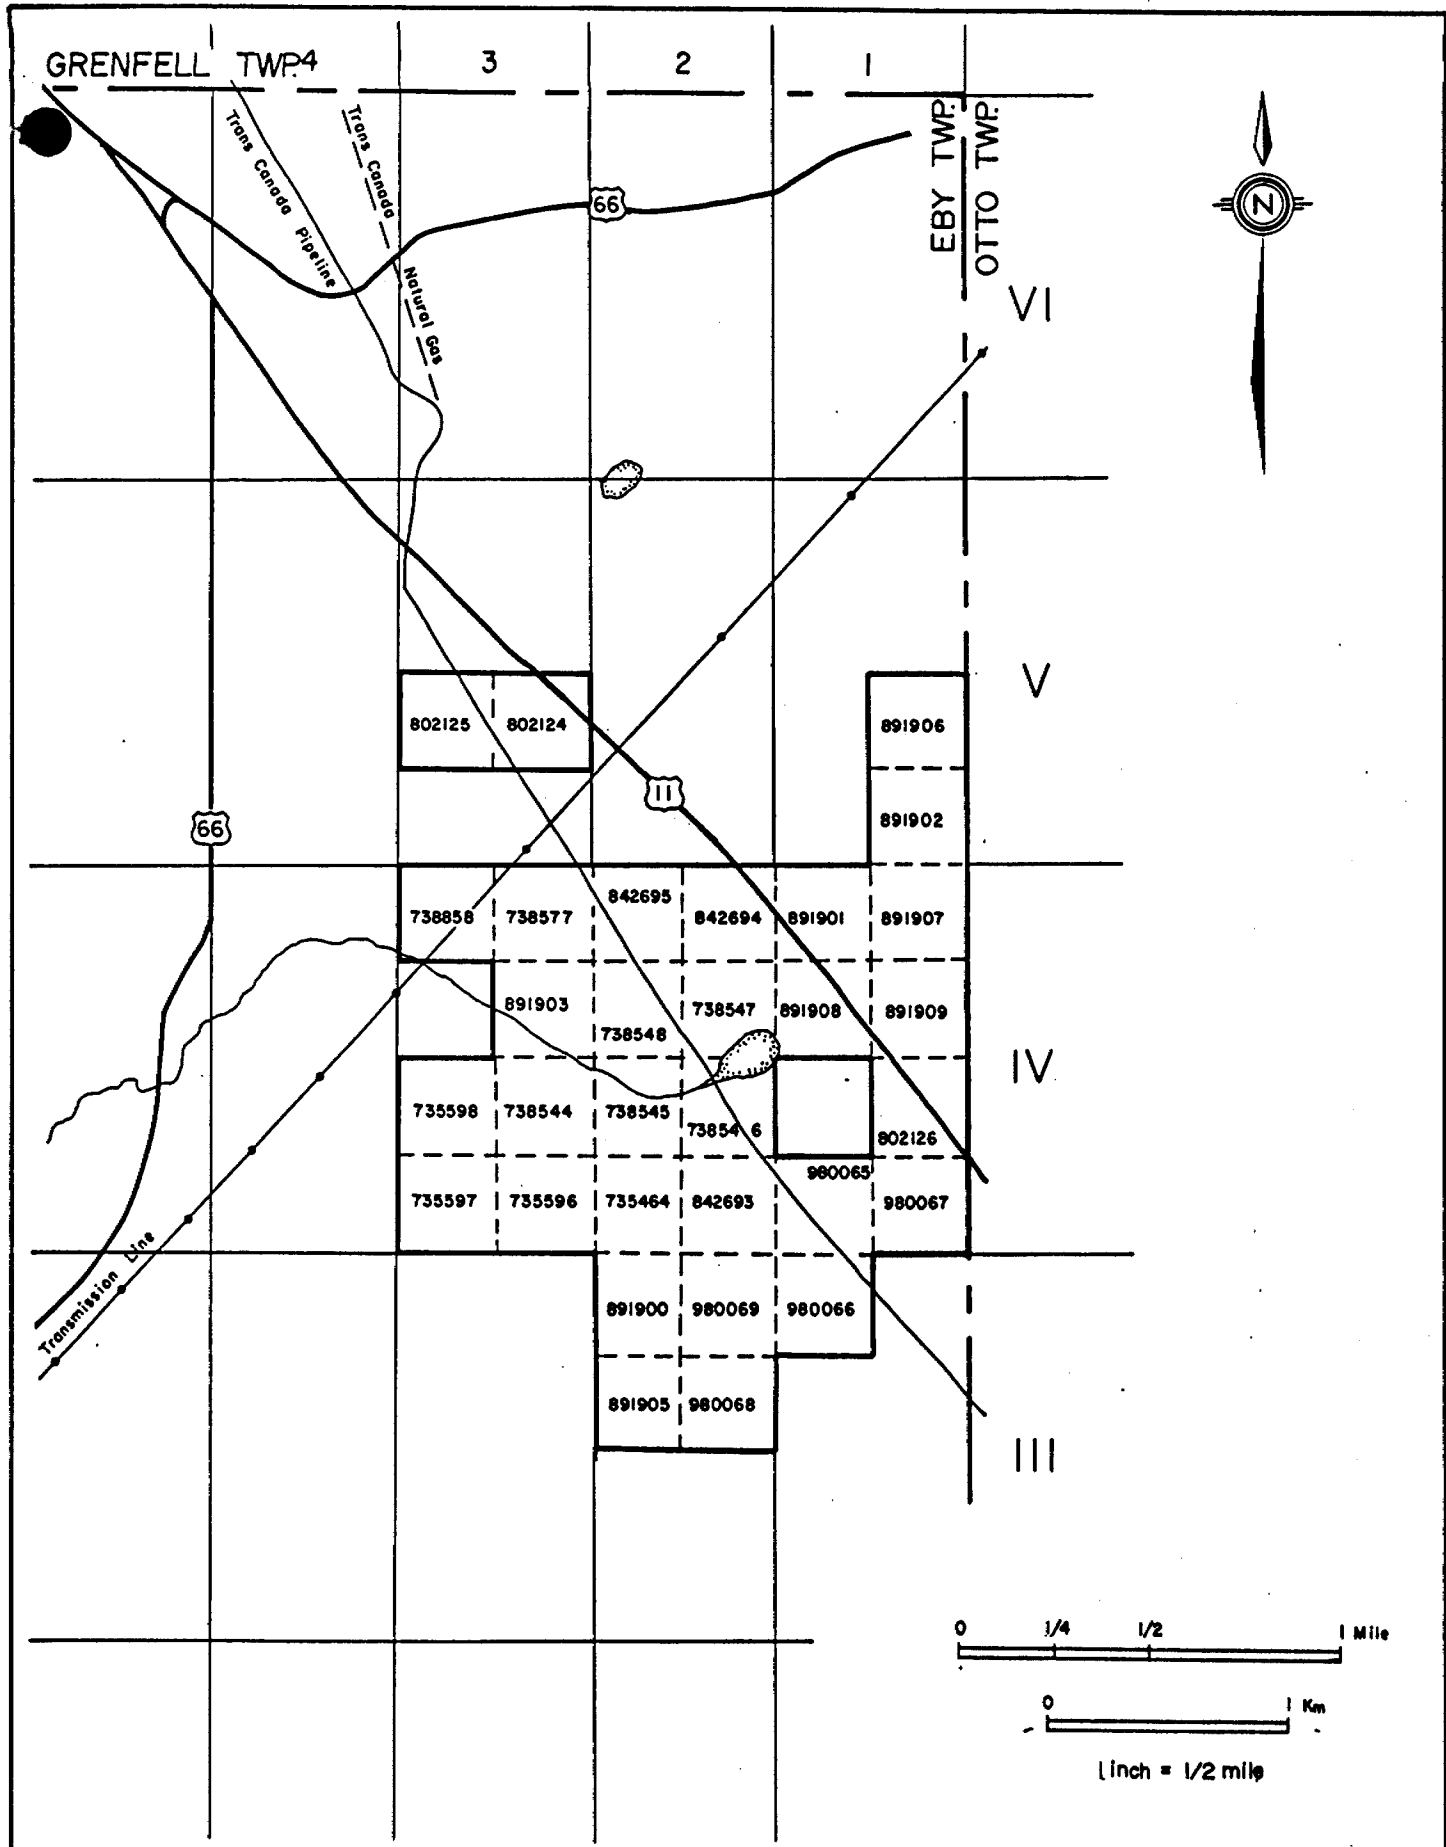 GRENFELL TWP. 4 3 2 1
Trans Canada Pipeline
Trans Canada Natural Gas
66
EBY TWP.
OTTO TWP.
N
VI
V
802125 802124 891906
11
66
891902
842695
738858 738577 842694 891901 891907
891903 738547 891908 891909
738548
IV
735598 738544 738545
738546 802126
980065
735597 735596 735464 842693 980067
Transmission Line
891900 980069 980066
891905 980068
III
0 1/4 1/2 1 Mile
0 1 Km
1 inch = 1/2 mile